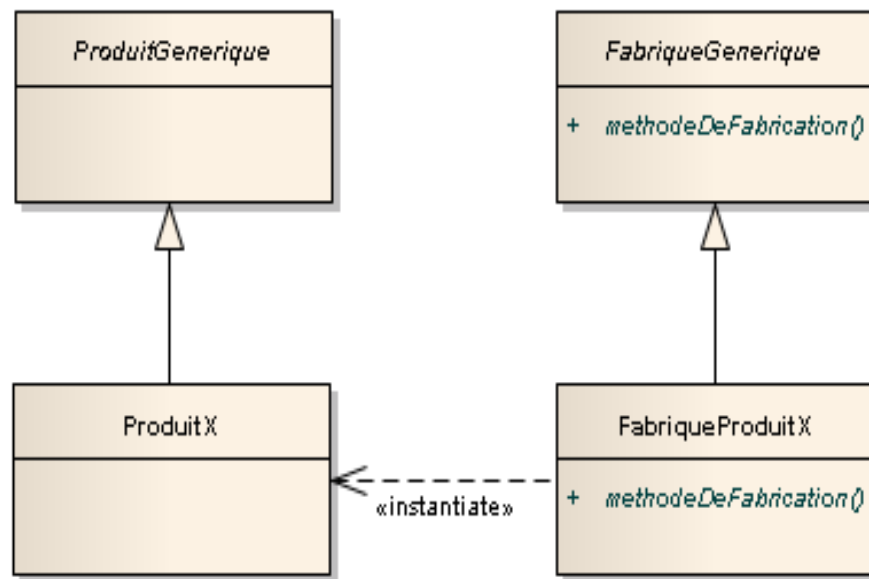 ProduitGenerique
FabriqueGenerique
+ methodeDeFabrication()
ProduitX
FabriqueProduitX
+ methodeDeFabrication()
«instantiate»